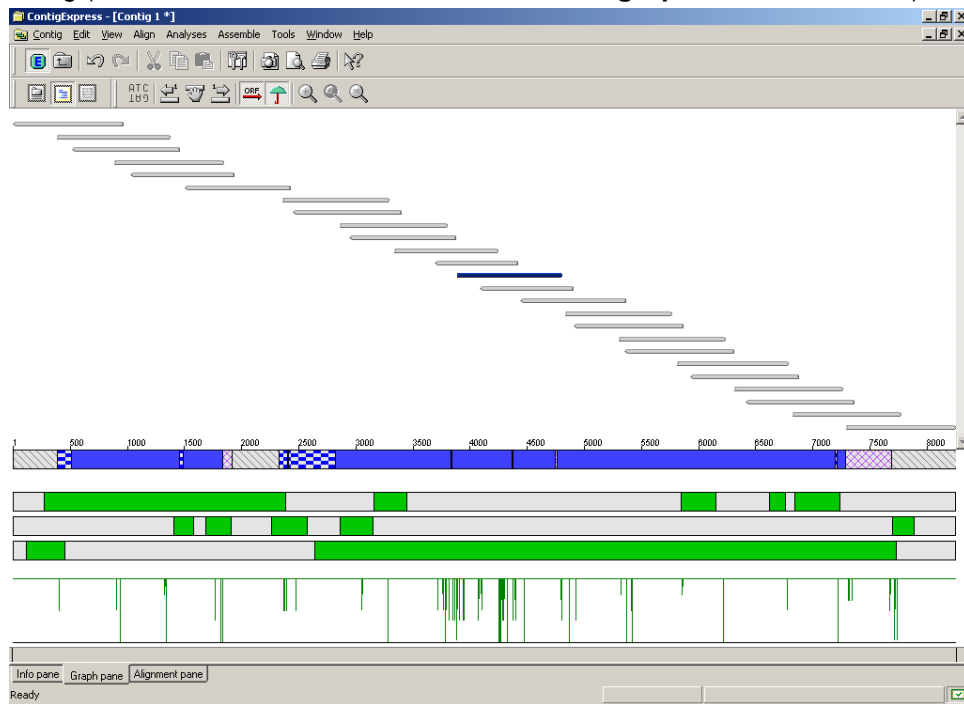 ContigExpress - [Contig 1 *]
Contig Edit View Align Analyses Assemble Tools Window Help
ORF
1 500 1000 1500 2000 2500 3000 3500 4000 4500 5000 5500 6000 6500 7000 7500 8000
Info pane Graph pane Alignment pane
Ready